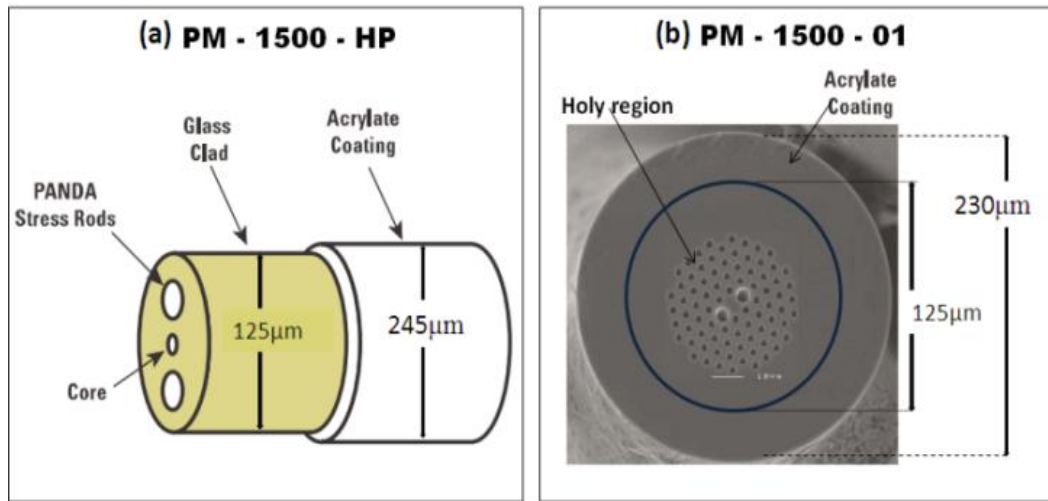 (a) PM - 1500 - HP
Glass
Clad
Acrylate
Coating
PANDA
Stress Rods
125μm
245μm
Core
(b) PM - 1500 - 01
Acrylate
Coating
Holy region
230μm
125μm